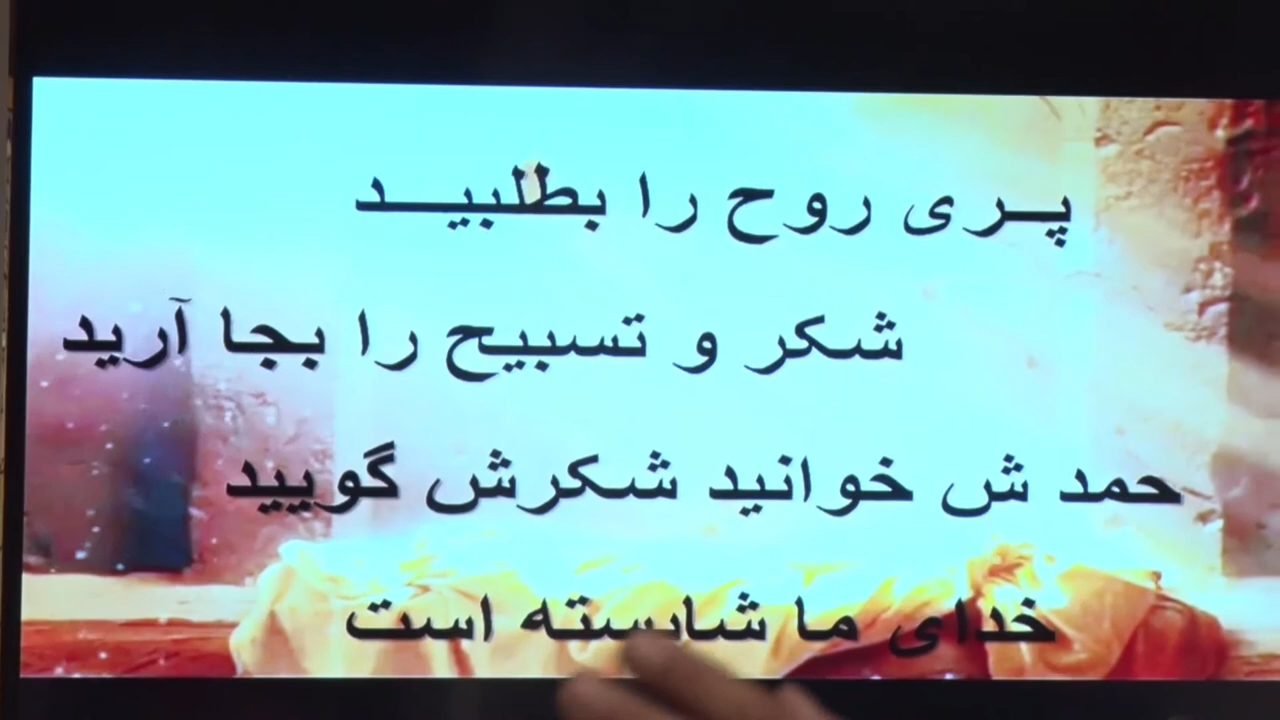 پـری روح را بطلبیـــد
شکر و تسبیح را بجا آرید
حمد ش خوانید شکرش گویید
خدای ما شایسته است